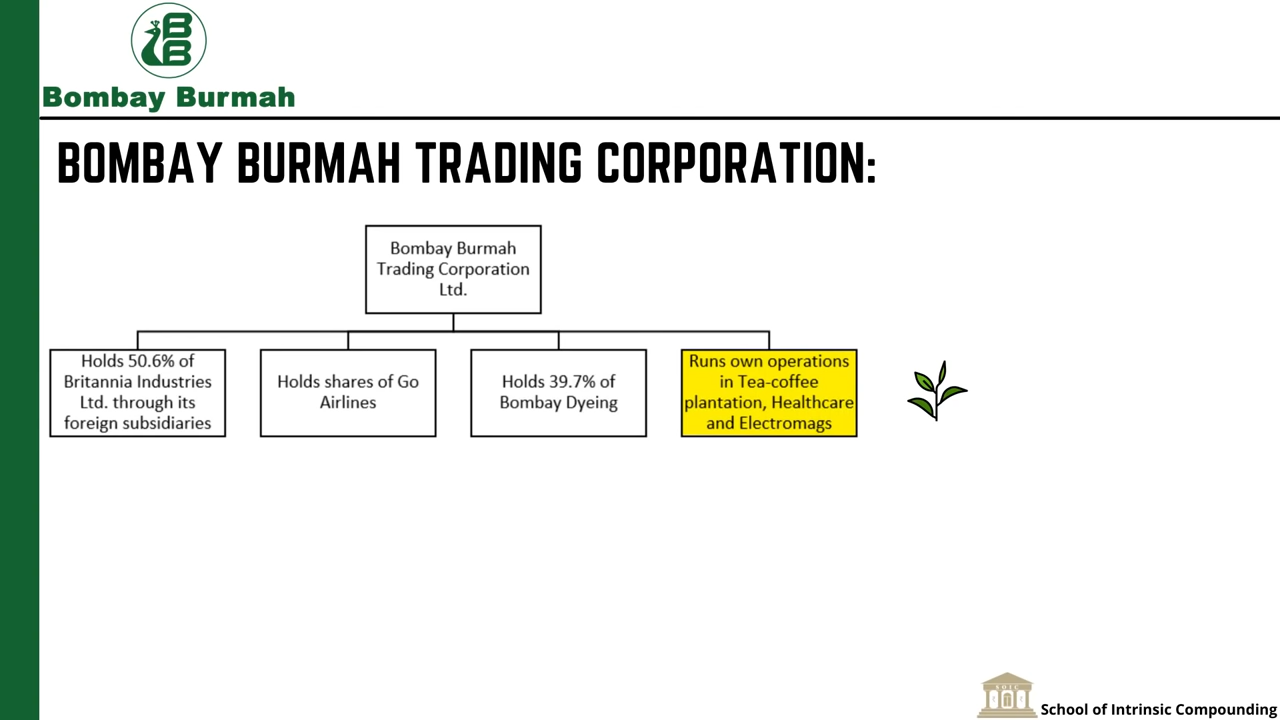 BB
Bombay Burmah
BOMBAY BURMAH TRADING CORPORATION:
Bombay Burmah
Trading Corporation
Ltd.
Holds 50.6% of
Britannia Industries
Ltd. through its
foreign subsidiaries
Holds shares of Go
Airlines
Holds 39.7% of
Bombay Dyeing
Runs own operations
in Tea-coffee
plantation, Healthcare
and Electromags
SOIC
School of Intrinsic Compounding